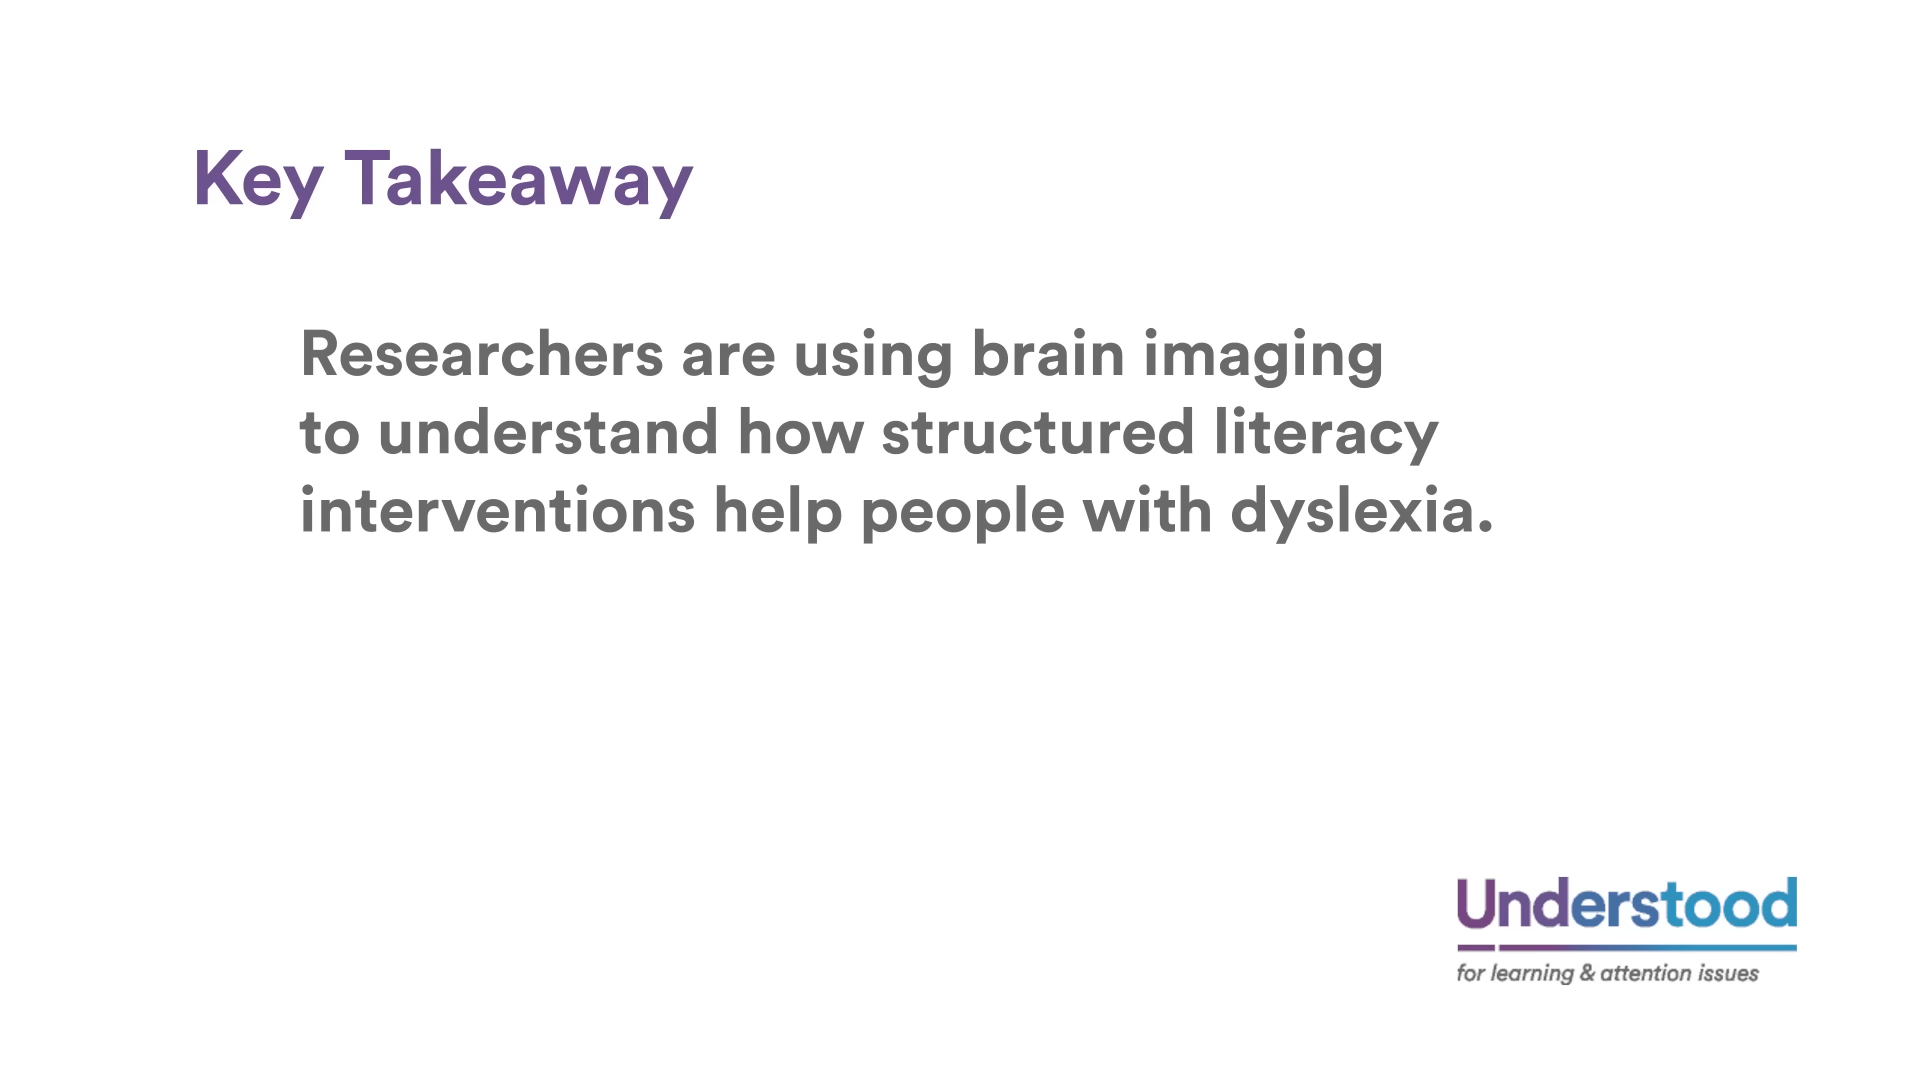 Key Takeaway
Researchers are using brain imaging
to understand how structured literacy
interventions help people with dyslexia.
Understood
for learning & attention issues